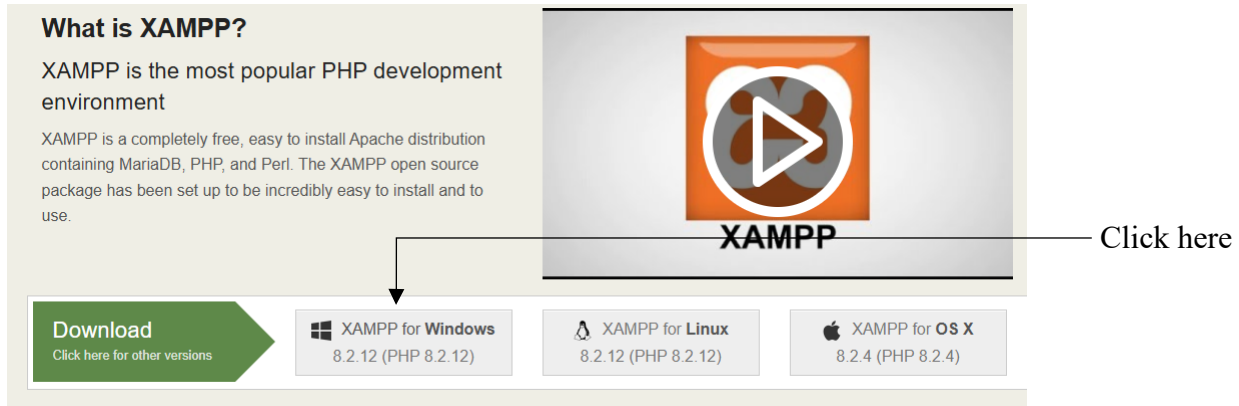 What is XAMPP?
XAMPP is the most popular PHP development
environment
XAMPP is a completely free, easy to install Apache distribution
containing MariaDB, PHP, and Perl. The XAMPP open source
package has been set up to be incredibly easy to install and to
use.
XAMPP
Click here
Download
Click here for other versions
XAMPP for Windows
8.2.12 (PHP 8.2.12)
XAMPP for Linux
8.2.12 (PHP 8.2.12)
XAMPP for OS X
8.2.4 (PHP 8.2.4)